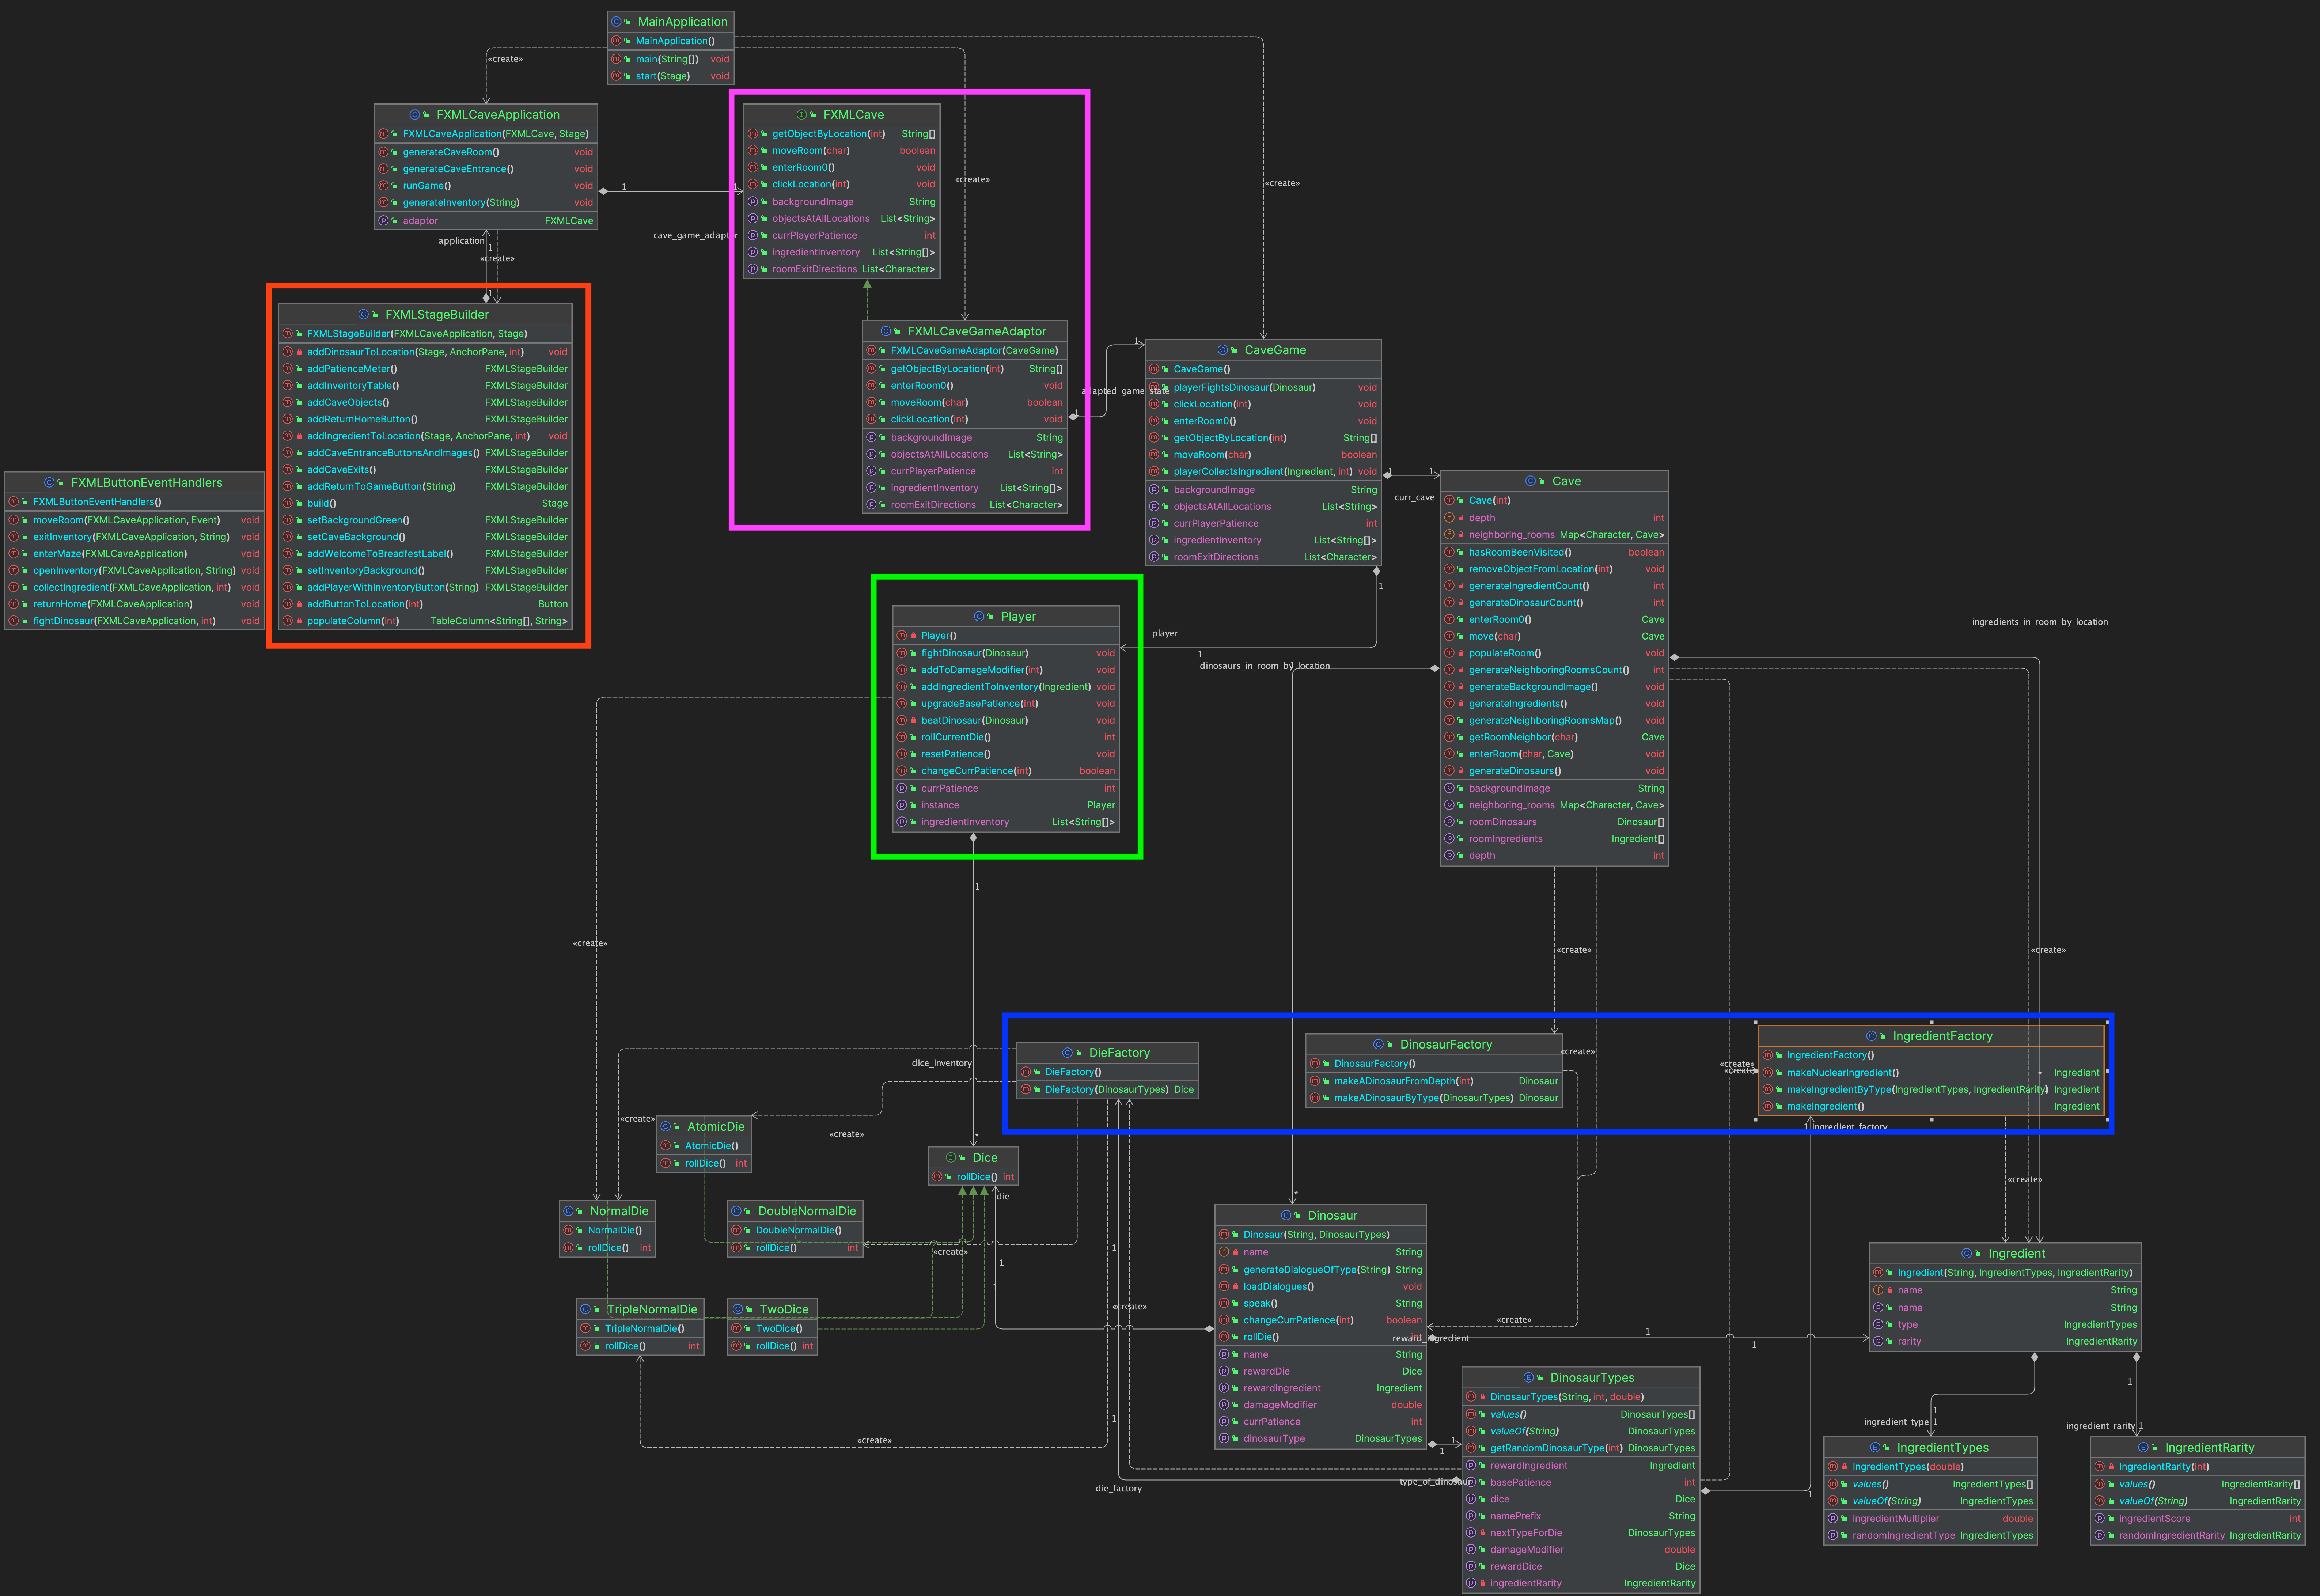 MainApplication
MainApplication()
main(String[]) void
start(Stage) void
«create»
«create»
«create»
FXMLCaveApplication
FXMLCaveApplication(FXMLCave, Stage)
generateCaveRoom() void
generateCaveEntrance() void
runGame() void
generateInventory(String) void
adaptor FXMLCave
1
1
cave_game_adaptor
application
1
«create»
1
FXMLCave
getObjectByLocation(int) String[]
moveRoom(char) boolean
enterRoom0() void
clickLocation(int) void
backgroundImage String
objectsAtAllLocations List<String>
currPlayerPatience int
ingredientInventory List<String[]>
roomExitDirections List<Character>
FXMLStageBuilder
FXMLStageBuilder(FXMLCaveApplication, Stage)
addDinosaurToLocation(Stage, AnchorPane, int) void
addPatienceMeter() FXMLStageBuilder
addInventoryTable() FXMLStageBuilder
addCaveObjects() FXMLStageBuilder
addReturnHomeButton() FXMLStageBuilder
addIngredientToLocation(Stage, AnchorPane, int) void
addCaveEntranceButtonsAndImages() FXMLStageBuilder
addCaveExits() FXMLStageBuilder
addReturnToGameButton(String) FXMLStageBuilder
build() Stage
setBackgroundGreen() FXMLStageBuilder
setCaveBackground() FXMLStageBuilder
addWelcomeToBreadfestLabel() FXMLStageBuilder
setInventoryBackground() FXMLStageBuilder
addPlayerWithInventoryButton(String) FXMLStageBuilder
addButtonToLocation(int) Button
populateColumn(int) TableColumn<String[], String>
FXMLButtonEventHandlers
FXMLButtonEventHandlers()
moveRoom(FXMLCaveApplication, Event) void
exitInventory(FXMLCaveApplication, String) void
enterMaze(FXMLCaveApplication) void
openInventory(FXMLCaveApplication, String) void
collectIngredient(FXMLCaveApplication, int) void
returnHome(FXMLCaveApplication) void
fightDinosaur(FXMLCaveApplication, int) void
FXMLCaveGameAdaptor
FXMLCaveGameAdaptor(CaveGame)
getObjectByLocation(int) String[]
enterRoom0() void
moveRoom(char) boolean
clickLocation(int) void
backgroundImage String
objectsAtAllLocations List<String>
currPlayerPatience int
ingredientInventory List<String[]>
roomExitDirections List<Character>
1
adapted_game_state
1
CaveGame
CaveGame()
playerFightsDinosaur(Dinosaur) void
clickLocation(int) void
enterRoom0() void
getObjectByLocation(int) String[]
moveRoom(char) boolean
playerCollectsIngredient(Ingredient, int) void
backgroundImage String
objectsAtAllLocations List<String>
currPlayerPatience int
ingredientInventory List<String[]>
roomExitDirections List<Character>
1
1
curr_cave
1
player
1
Cave
Cave(int)
depth int
neighboring_rooms Map<Character, Cave>
hasRoomBeenVisited() boolean
removeObjectFromLocation(int) void
generateIngredientCount() int
generateDinosaurCount() int
enterRoom0() Cave
move(char) Cave
populateRoom() void
generateNeighboringRoomsCount() int
generateBackgroundImage() void
generateIngredients() void
generateNeighboringRoomsMap() void
getRoomNeighbor(char) Cave
enterRoom(char, Cave) void
generateDinosaurs() void
backgroundImage String
neighboring_rooms Map<Character, Cave>
roomDinosaurs Dinosaur[]
roomIngredients Ingredient[]
depth int
ingredients_in_room_by_location
dinosaurs_in_room_by_location
1
Player
Player()
fightDinosaur(Dinosaur) void
addToDamageModifier(int) void
addIngredientToInventory(Ingredient) void
upgradeBasePatience(int) void
beatDinosaur(Dinosaur) void
rollCurrentDie() int
resetPatience() void
changeCurrPatience(int) boolean
currPatience int
instance Player
ingredientInventory List<String[]>
1
«create»
«create»
«create»
dice_inventory
*
DieFactory
DieFactory()
DieFactory(DinosaurTypes) Dice
DinosaurFactory
DinosaurFactory()
makeADinosaurFromDepth(int) Dinosaur
makeADinosaurByType(DinosaurTypes) Dinosaur
«create»
«create»
«create»
IngredientFactory
IngredientFactory()
makeNuclearIngredient() Ingredient
makeIngredientByType(IngredientTypes, IngredientRarity) Ingredient
makeIngredient() Ingredient
1 ingredient_factory
«create»
«create»
«create»
AtomicDie
AtomicDie()
rollDice() int
Dice
rollDice() int
die
NormalDie
NormalDie()
rollDice() int
DoubleNormalDie
DoubleNormalDie()
rollDice() int
«create»
TripleNormalDie
TripleNormalDie()
rollDice() int
TwoDice
TwoDice()
rollDice() int
1
1
1
«create»
«create»
1
die_factory
*
Dinosaur
Dinosaur(String, DinosaurTypes)
name String
generateDialogueOfType(String) String
loadDialogues() void
speak() String
changeCurrPatience(int) boolean
rollDie() int
name String
rewardDie Dice
rewardIngredient Ingredient
damageModifier double
currPatience int
dinosaurType DinosaurTypes
«create»
reward_ingredient
1
1
1
1
type_of_dinosaur
DinosaurTypes
DinosaurTypes(String, int, double)
values() DinosaurTypes[]
valueOf(String) DinosaurTypes
getRandomDinosaurType(int) DinosaurTypes
rewardIngredient Ingredient
basePatience int
dice Dice
namePrefix String
nextTypeForDie DinosaurTypes
damageModifier double
rewardDice Dice
ingredientRarity IngredientRarity
1
Ingredient
Ingredient(String, IngredientTypes, IngredientRarity)
name String
name String
type IngredientTypes
rarity IngredientRarity
1
1
ingredient_type 1
ingredient_rarity 1
IngredientTypes
IngredientTypes(double)
values() IngredientTypes[]
valueOf(String) IngredientTypes
ingredientMultiplier double
randomIngredientType IngredientTypes
IngredientRarity
IngredientRarity(int)
values() IngredientRarity[]
valueOf(String) IngredientRarity
ingredientScore int
randomIngredientRarity IngredientRarity